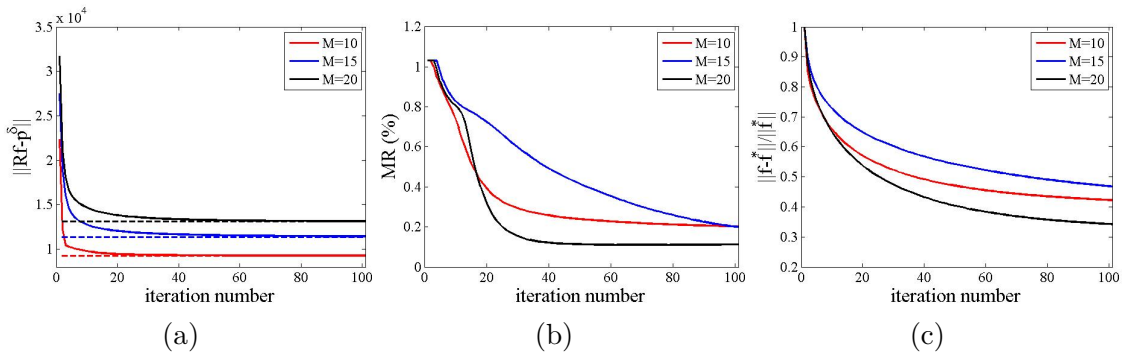 3.5
x 10^4
3
2.5
2
1.5
1
0
20
40
60
80
100
||Rf-p^δ||
iteration number
M=10
M=15
M=20
(a)
1.2
1
0.8
0.6
0.4
0.2
0
0
20
40
60
80
100
MR (%)
iteration number
M=10
M=15
M=20
(b)
1
0.9
0.8
0.7
0.6
0.5
0.4
0.3
0.2
0
20
40
60
80
100
||f-f*||/||f*||
iteration number
M=10
M=15
M=20
(c)